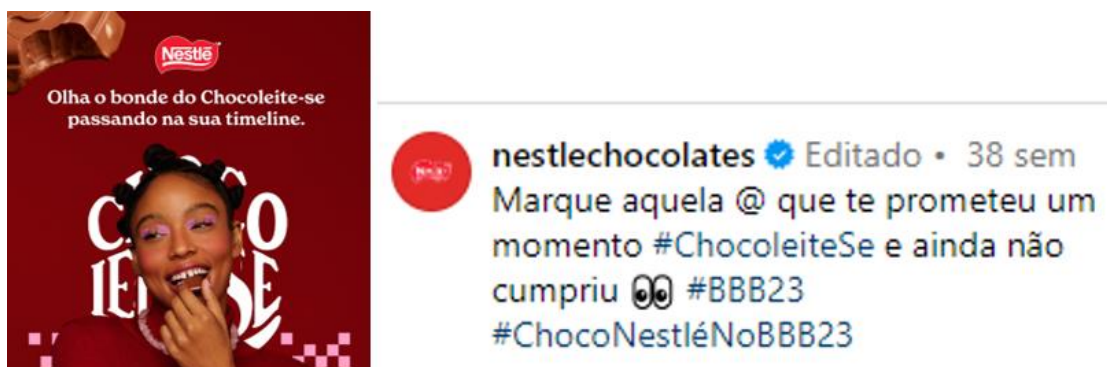 Nestlé
Olha o bonde do Chocoleite-se
passando na sua timeline.
nestlechocolates Editado • 38 sem
Marque aquela @ que te prometeu um
momento #ChocoleiteSe e ainda não
cumpriu 👀 #BBB23
#ChocoNestléNoBBB23